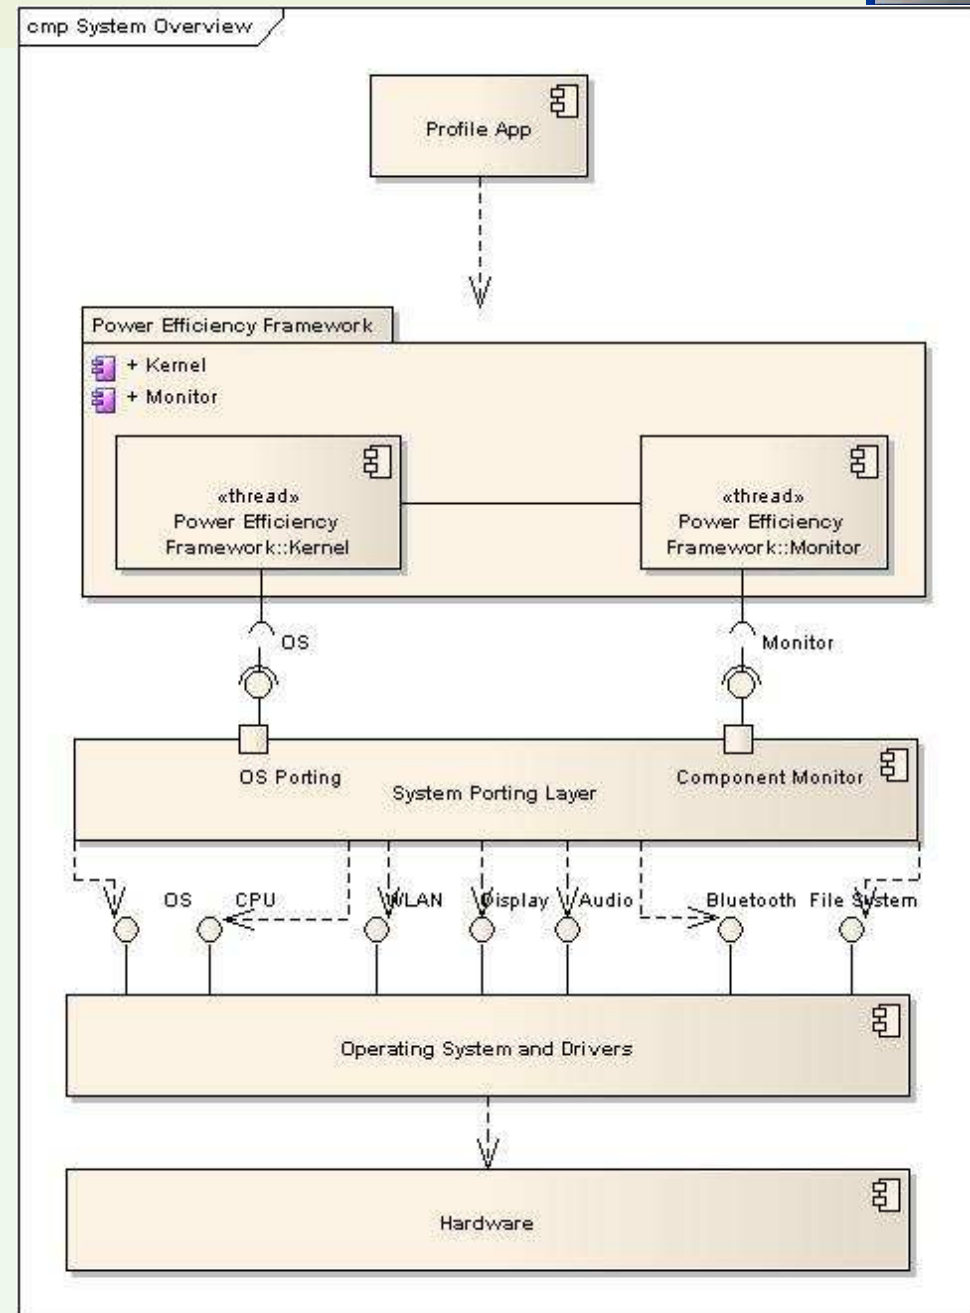 cmp System Overview
Profile App
Power Efficiency Framework
+ Kernel
+ Monitor
«thread»
Power Efficiency
Framework::Kernel
«thread»
Power Efficiency
Framework::Monitor
OS
Monitor
OS Porting
Component Monitor
System Porting Layer
OS
CPU
WLAN
Display
Audio
Bluetooth
File System
Operating System and Drivers
Hardware